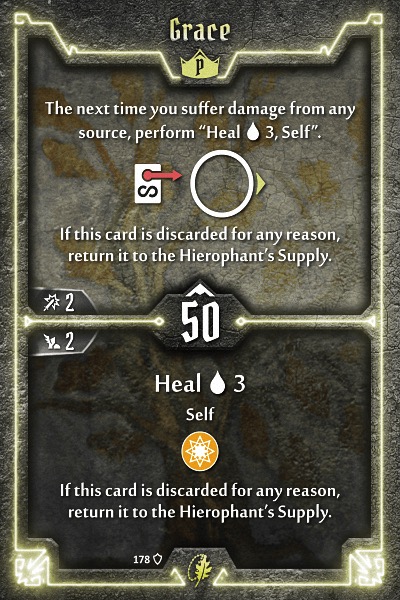 Grace
P
The next time you suffer damage from any
source, perform “Heal 3, Self”.
If this card is discarded for any reason,
return it to the Hierophant’s Supply.
2
50
2
Heal 3
Self
If this card is discarded for any reason,
return it to the Hierophant’s Supply.
178